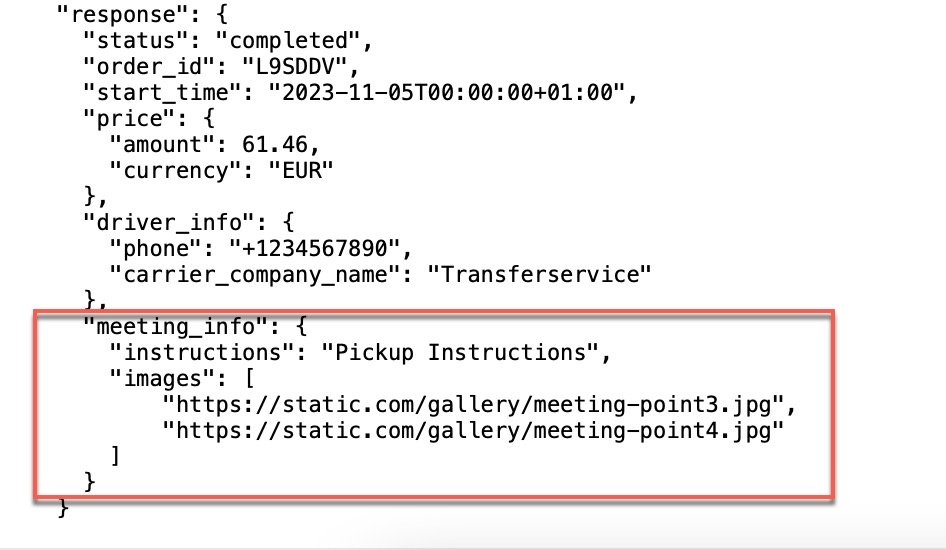 "response": {
"status": "completed",
"order_id": "L9SDDV",
"start_time": "2023-11-05T00:00:00+01:00",
"price": {
"amount": 61.46,
"currency": "EUR"
},
"driver_info": {
"phone": "+1234567890",
"carrier_company_name": "Transferservice"
},
"meeting_info": {
"instructions": "Pickup Instructions",
"images": [
"https://static.com/gallery/meeting-point3.jpg",
"https://static.com/gallery/meeting-point4.jpg"
]
}
}